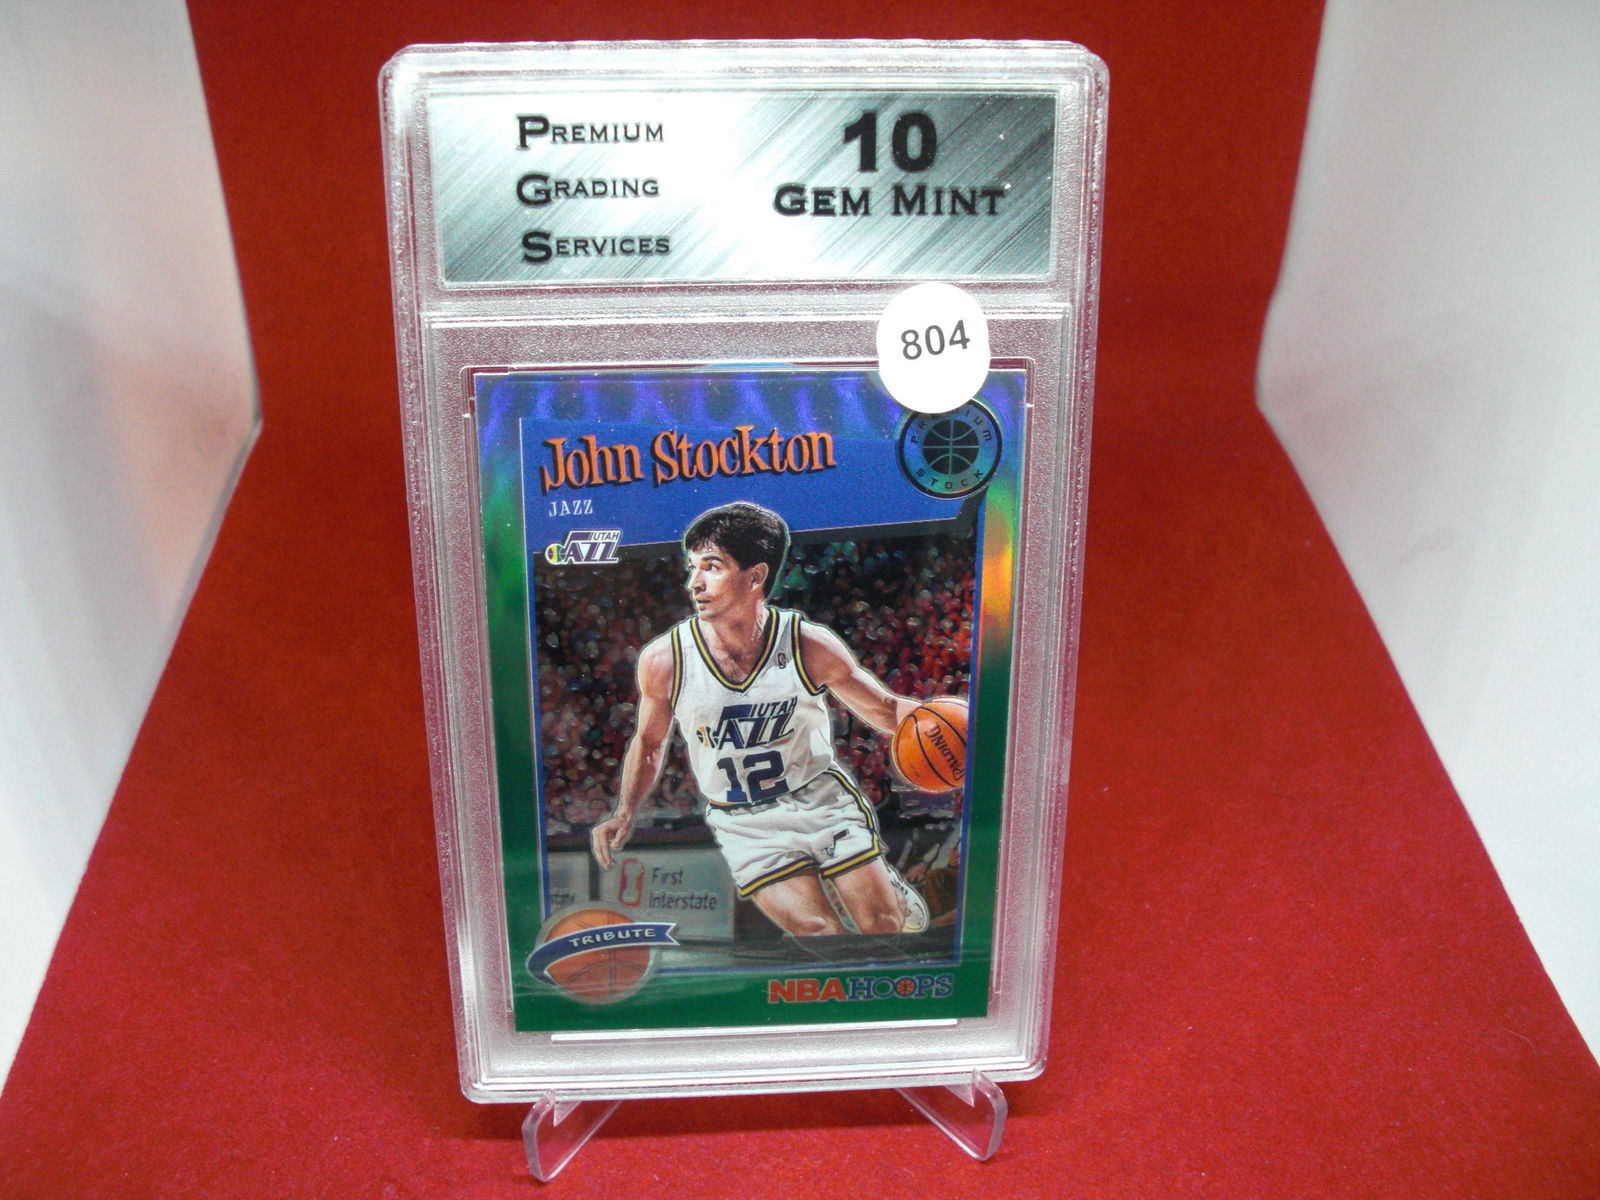 PREMIUM
GRADING
SERVICES
10
GEM MINT
804
PREMIUM
STOCK
John Stockton
JAZZ
UTAH
JAZZ
UTAH
JAZZ
12
SPALDING
First
Interstate
state
TRIBUTE
NBA HOOPS